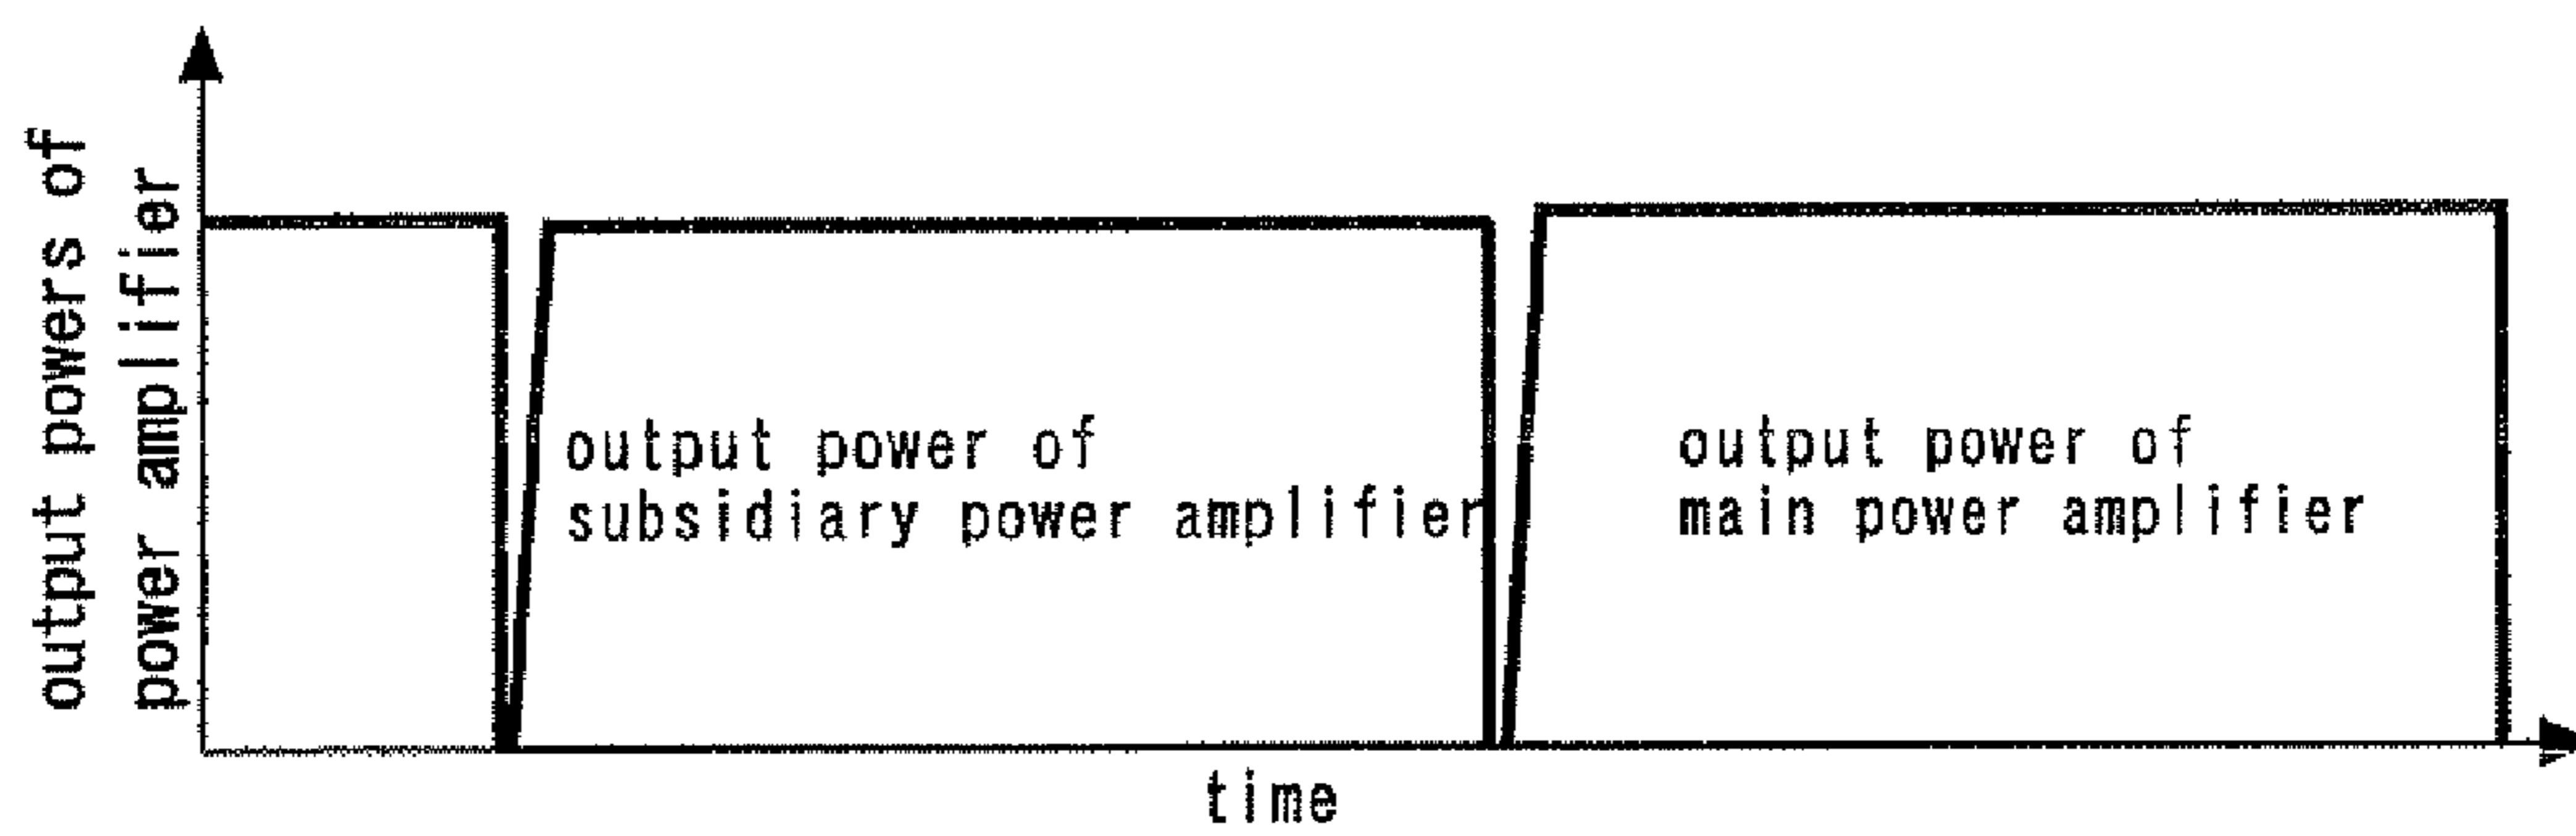 output powers of
power amplifier
output power of
subsidiary power amplifier
output power of
main power amplifier
time